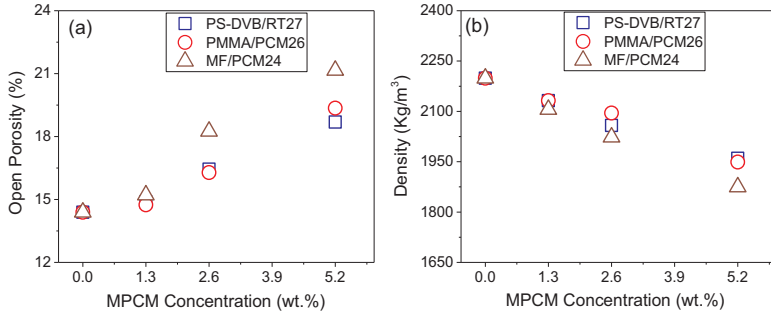 (a)
PS-DVB/RT27
PMMA/PCM26
MF/PCM24
24
21
18
15
12
Open Porosity (%)
0.0 1.3 2.6 3.9 5.2
MPCM Concentration (wt.%)
(b)
PS-DVB/RT27
PMMA/PCM26
MF/PCM24
2400
2250
2100
1950
1800
1650
Density (Kg/m³)
0.0 1.3 2.6 3.9 5.2
MPCM Concentration (wt.%)